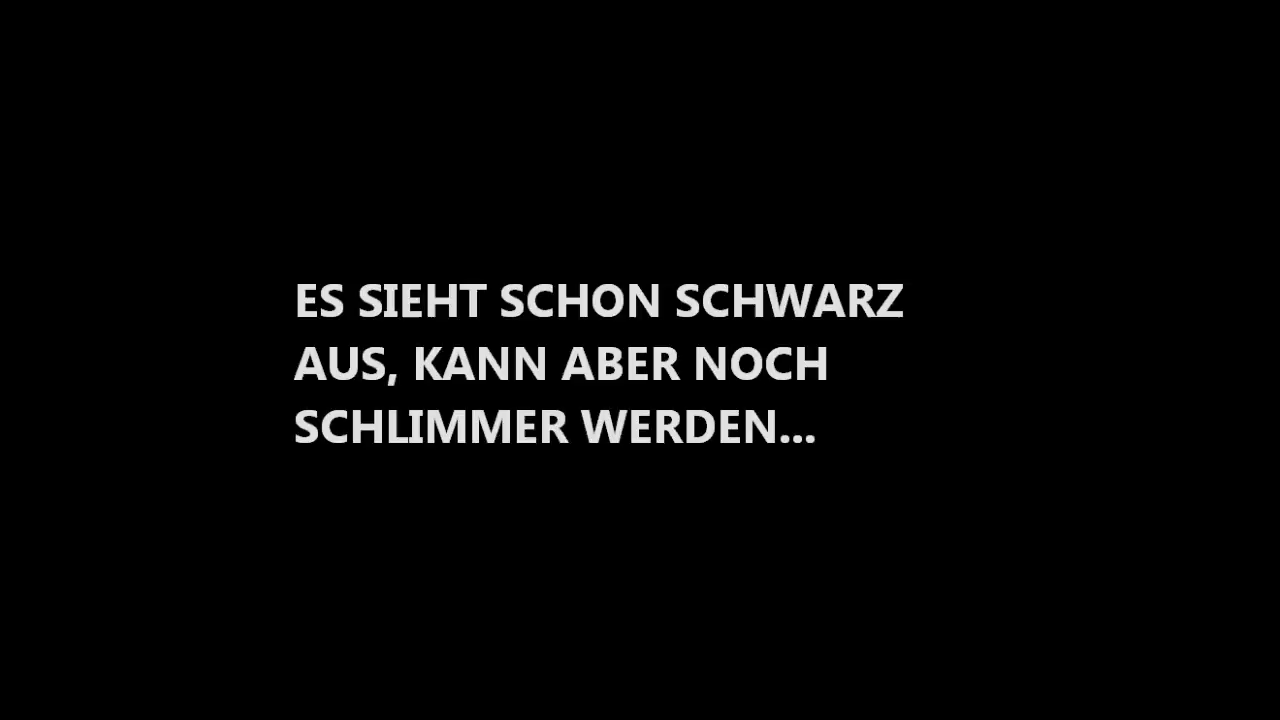 ES SIEHT SCHON SCHWARZ
AUS, KANN ABER NOCH
SCHLIMMER WERDEN...